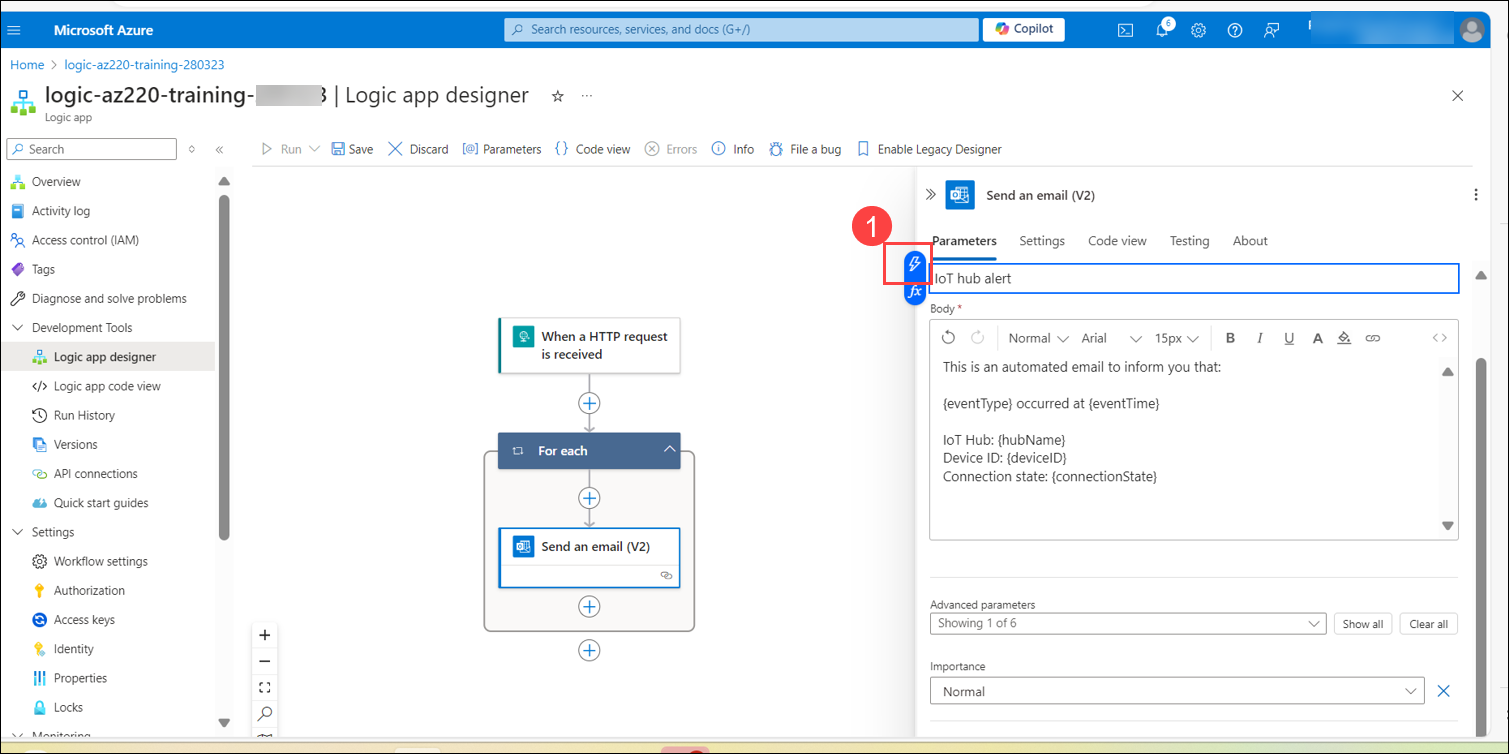 Microsoft Azure
Search resources, services, and docs (G+/)
Copilot
6
Home > logic-az220-training-280323
logic-az220-training- 3 | Logic app designer
Logic app
Search
Run
Save
Discard
Parameters
Code view
Errors
Info
File a bug
Enable Legacy Designer
Overview
Activity log
Access control (IAM)
Tags
Diagnose and solve problems
Development Tools
Logic app designer
Logic app code view
Run History
Versions
API connections
Quick start guides
Settings
Workflow settings
Authorization
Access keys
Identity
Properties
Locks
Monitoring
When a HTTP request
is received
For each
Send an email (V2)
Send an email (V2)
1
Parameters
Settings
Code view
Testing
About
fx
IoT hub alert
Body *
Normal
Arial
15px
B
I
U
A
This is an automated email to inform you that:
{eventType} occurred at {eventTime}
IoT Hub: {hubName}
Device ID: {deviceID}
Connection state: {connectionState}
Advanced parameters
Showing 1 of 6
Show all
Clear all
Importance
Normal